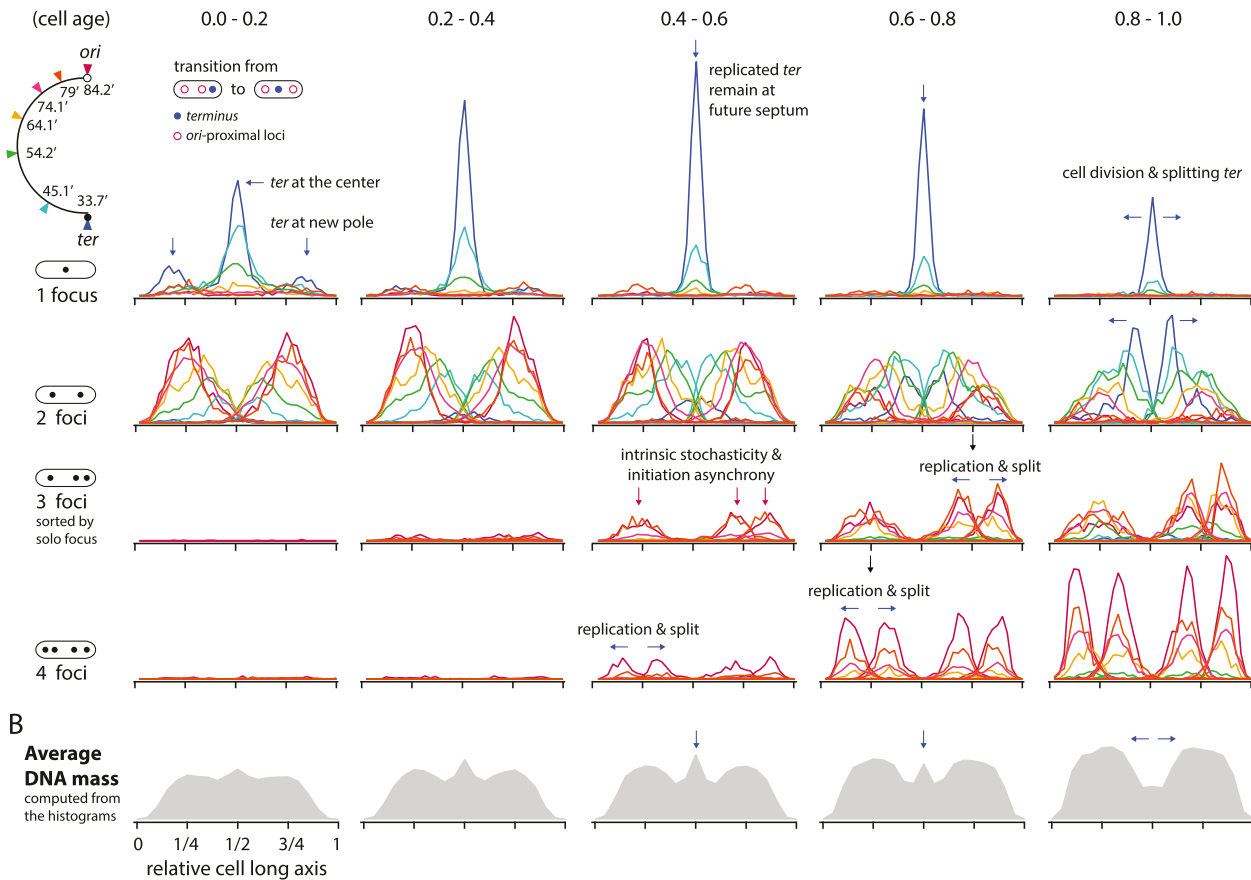 (cell age)
0.0 - 0.2
0.2 - 0.4
0.4 - 0.6
0.6 - 0.8
0.8 - 1.0
ori
79′ 84.2′
74.1′
64.1′
54.2′
45.1′
33.7′
ter
transition from
to
terminus
ori-proximal loci
ter at the center
ter at new pole
replicated ter
remain at
future septum
cell division & splitting ter
1 focus
2 foci
3 foci
sorted by
solo focus
intrinsic stochasticity &
initiation asynchrony
replication & split
4 foci
replication & split
replication & split
B
Average
DNA mass
computed from
the histograms
0 1/4 1/2 3/4 1
relative cell long axis